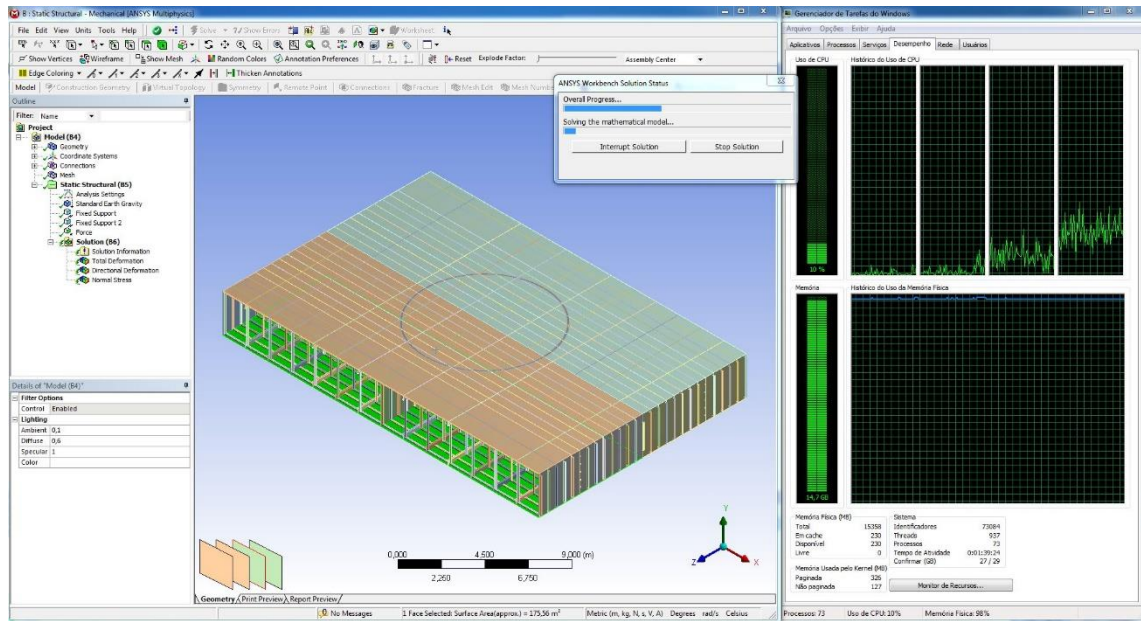 B : Static Structural - Mechanical [ANSYS Multiphysics]
File Edit View Units Tools Help Solve ?/Show Errors Worksheet
Show Vertices Wireframe Show Mesh Random Colors Annotation Preferences Reset Explode Factor: Assembly Center
Edge Coloring Thicken Annotations
Model Construction Geometry Virtual Topology Symmetry Remote Point Connections Fracture Mesh Edit Mesh Number
Outline
Filter: Name
Project
Model (B4)
Geometry
Coordinate Systems
Connections
Mesh
Static Structural (B5)
Analysis Settings
Standard Earth Gravity
Fixed Support
Fixed Support 2
Force
Solution (B6)
Solution Information
Total Deformation
Directional Deformation
Normal Stress
Details of "Model (B4)"
Filter Options
Control Enabled
Lighting
Ambient 0,1
Diffuse 0,6
Specular 1
Color
ANSYS Workbench Solution Status
Overall Progress...
Solving the mathematical model...
Interrupt Solution Stop Solution
0,000 4,500 9,000 (m)
2,250 6,750
Y
Z X
Geometry Print Preview Report Preview
No Messages 1 Face Selected: Surface Area(approx.) = 175,56 m² Metric (m, kg, N, s, V, A) Degrees rad/s Celsius
Gerenciador de Tarefas do Windows
Arquivo Opções Exibir Ajuda
Aplicativos Processos Serviços Desempenho Rede Usuários
Uso de CPU Histórico do Uso de CPU
10 %
Memória Histórico do Uso da Memória Física
14,7 GB
Memória Física (MB)
Total 15358
Em cache 230
Disponível 230
Livre 0
Memória Usada pelo Kernel (MB)
Paginada 326
Não paginada 127
Sistema
Identificadores 73084
Threads 937
Processos 73
Tempo de Atividade 0:01:39:24
Confirmar (GB) 27 / 29
Monitor de Recursos...
Processos: 73 Uso de CPU: 10% Memória Física: 98%